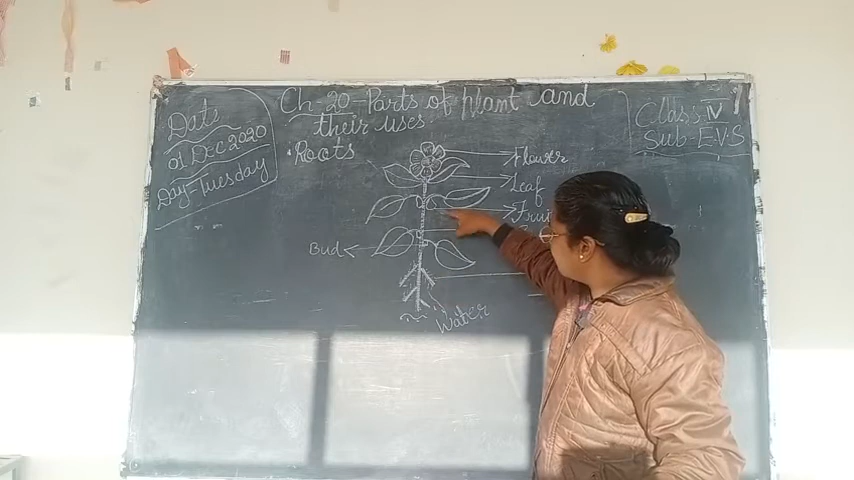 Date
01 DEC 2020
Day-Tuesday
Ch-20-Parts of plant and
their uses
Class-IV
Sub-E.V.S
• Roots
Flower
Leaf
Bud
Water